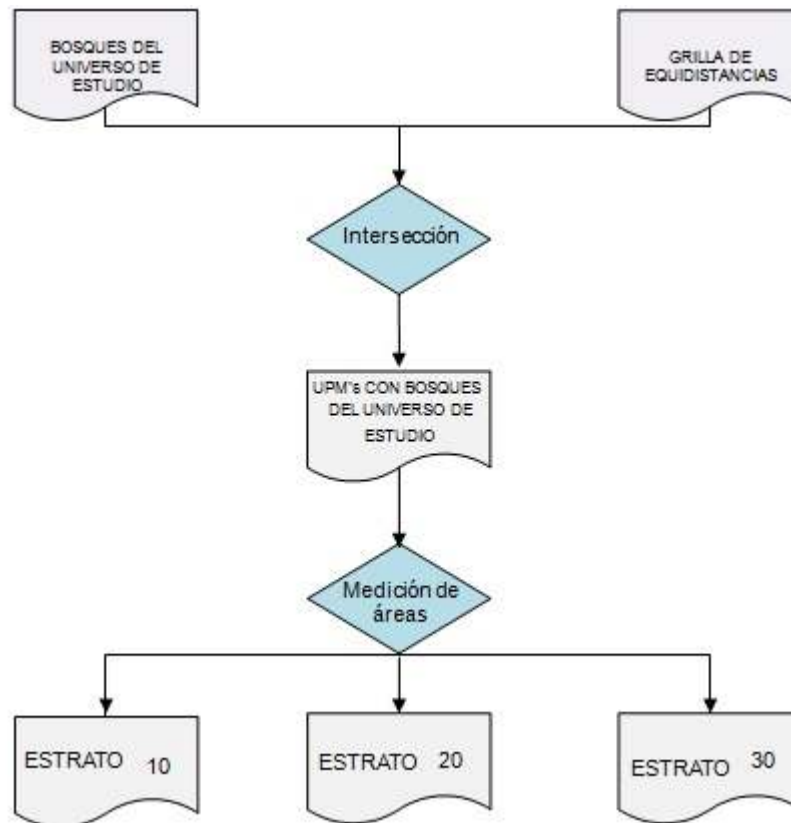 BOSQUES DEL
UNIVERSO DE
ESTUDIO
GRILLA DE
EQUIDISTANCIAS
Intersección
UPM's CON BOSQUES
DEL UNIVERSO DE
ESTUDIO
Medición de
áreas
ESTRATO 10
ESTRATO 20
ESTRATO 30